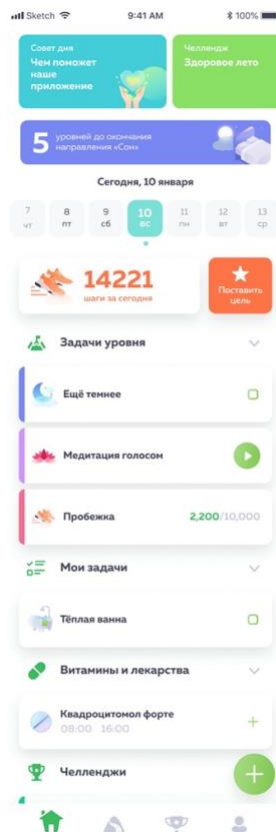 Sketch 9:41 AM 100%
Совет дня
Чем поможет
наше
приложение
Челлендж
Здоровое лето
5 уровней до окончания
направления «Сон»
Сегодня, 10 января
7 8 9 10 11 12 13
чт пт сб вс пн вт ср
14221
шаги за сегодня
Поставить
цель
Задачи уровня
Ещё темнее
Медитация голосом
Пробежка 2,200/10,000
Мои задачи
Тёплая ванна
Витамины и лекарства
Квадроцитомол форте
08:00 16:00
Челленджи